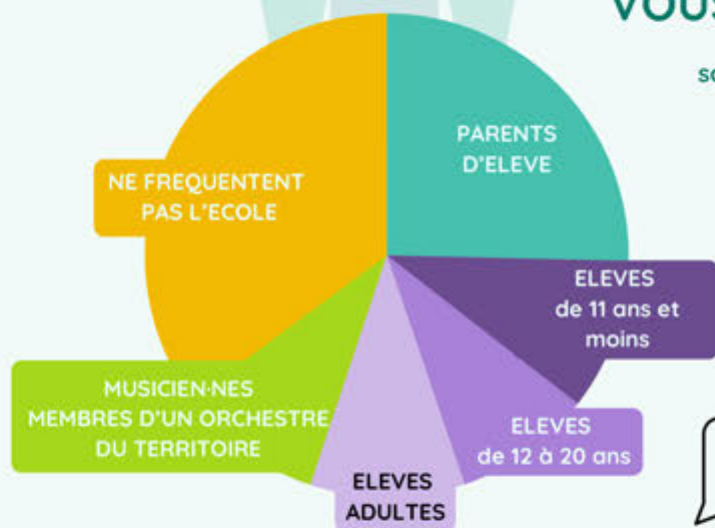 VOUS
PARENTS
D'ELEVE
NE FREQUENTENT
PAS L'ECOLE
ELEVES
de 11 ans et
moins
MUSICIEN·NES
MEMBRES D'UN ORCHESTRE
DU TERRITOIRE
ELEVES
de 12 à 20 ans
ELEVES
ADULTES